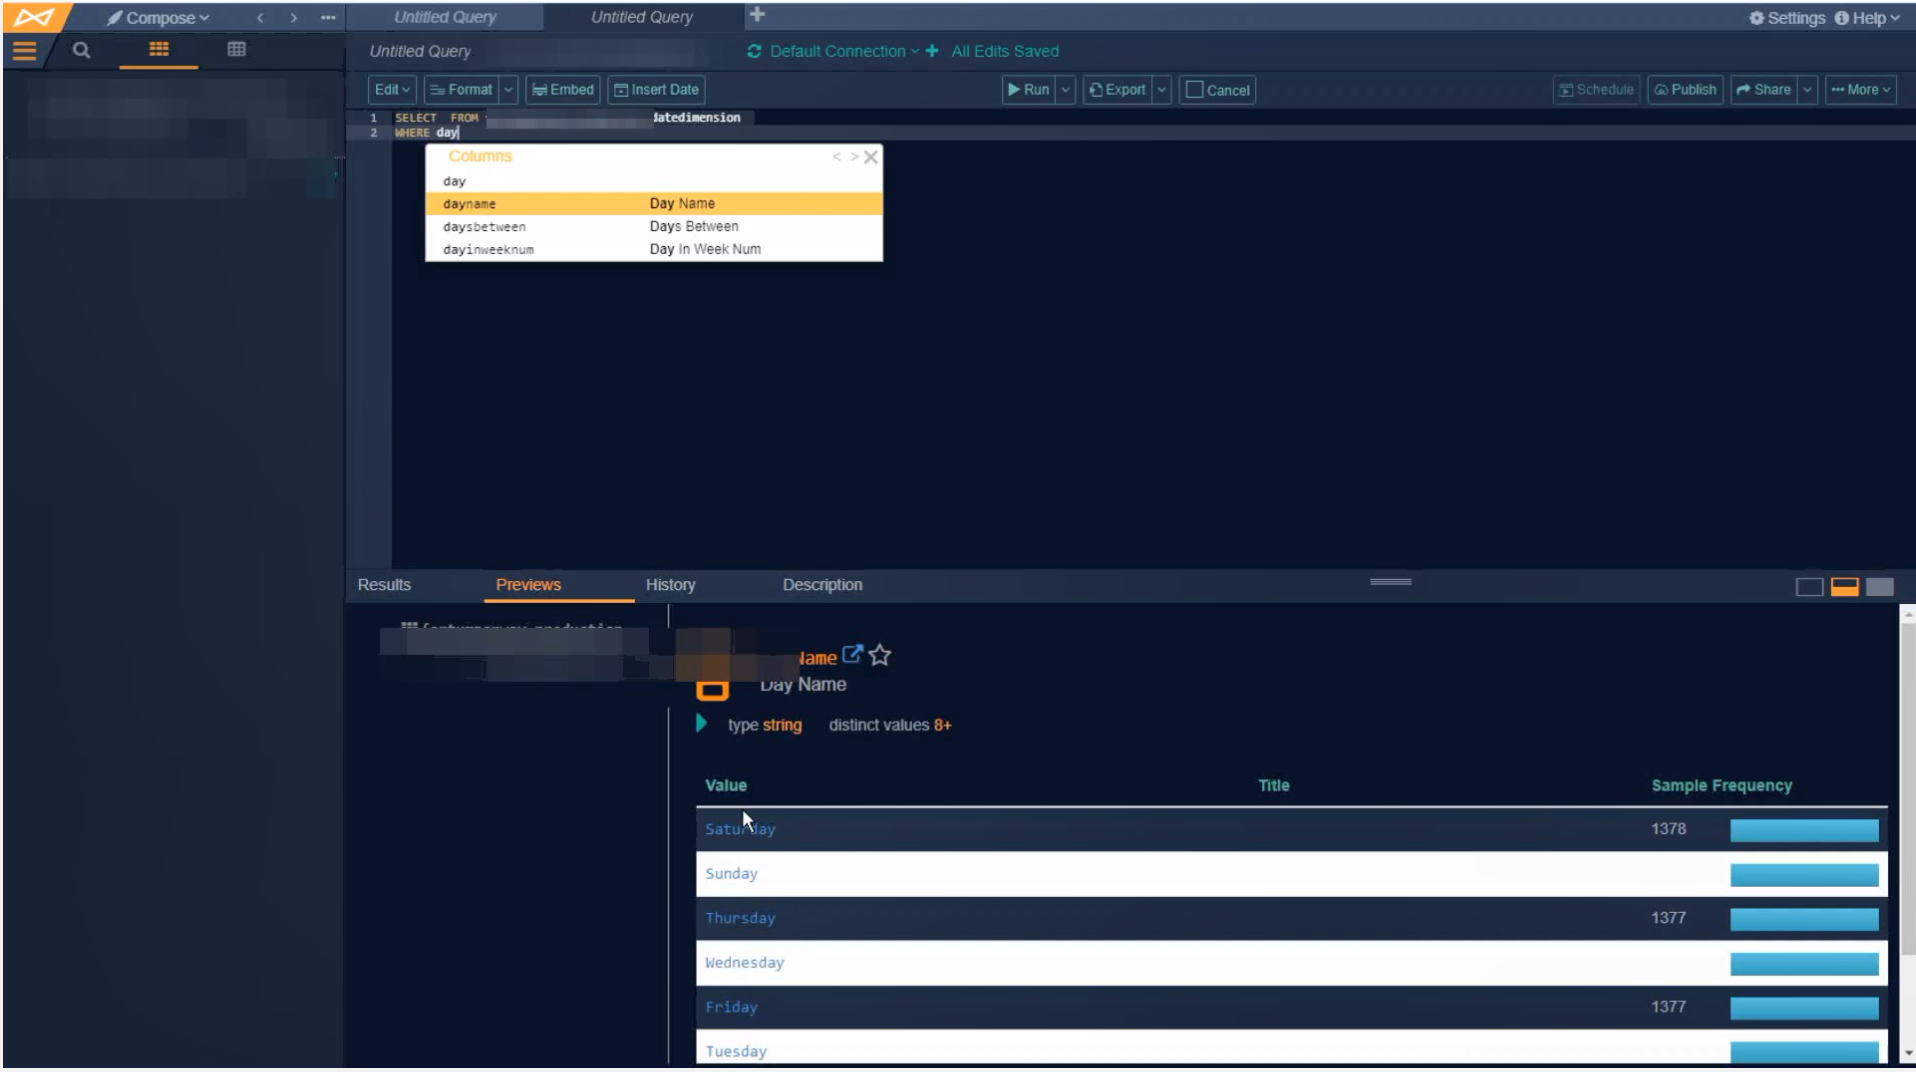 Compose < > ••• Untitled Query Untitled Query + Settings Help
Untitled Query Default Connection + All Edits Saved
Edit Format Embed Insert Date Run Export Cancel Schedule Publish Share ••• More
1 SELECT FROM datedimension
2 WHERE day
Columns < >
day
dayname Day Name
daysbetween Days Between
dayinweeknum Day In Week Num
Results Previews History Description
Name
Day Name
type string distinct values 8+
Value Title Sample Frequency
Saturday 1378
Sunday
Thursday 1377
Wednesday
Friday 1377
Tuesday